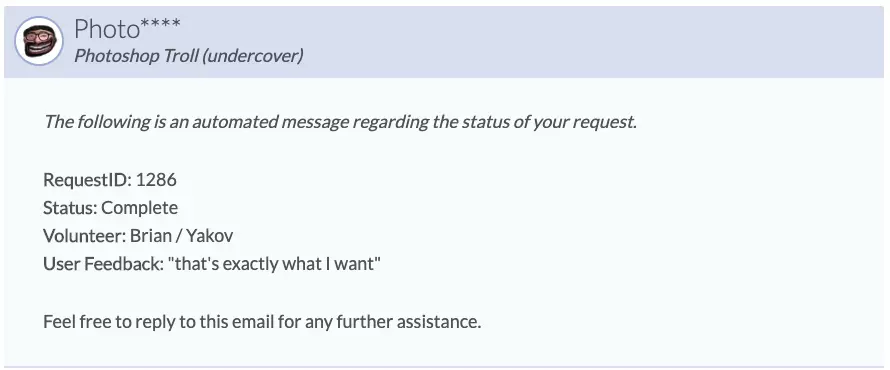 Photo****
Photoshop Troll (undercover)
The following is an automated message regarding the status of your request.
RequestID: 1286
Status: Complete
Volunteer: Brian / Yakov
User Feedback: "that's exactly what I want"
Feel free to reply to this email for any further assistance.